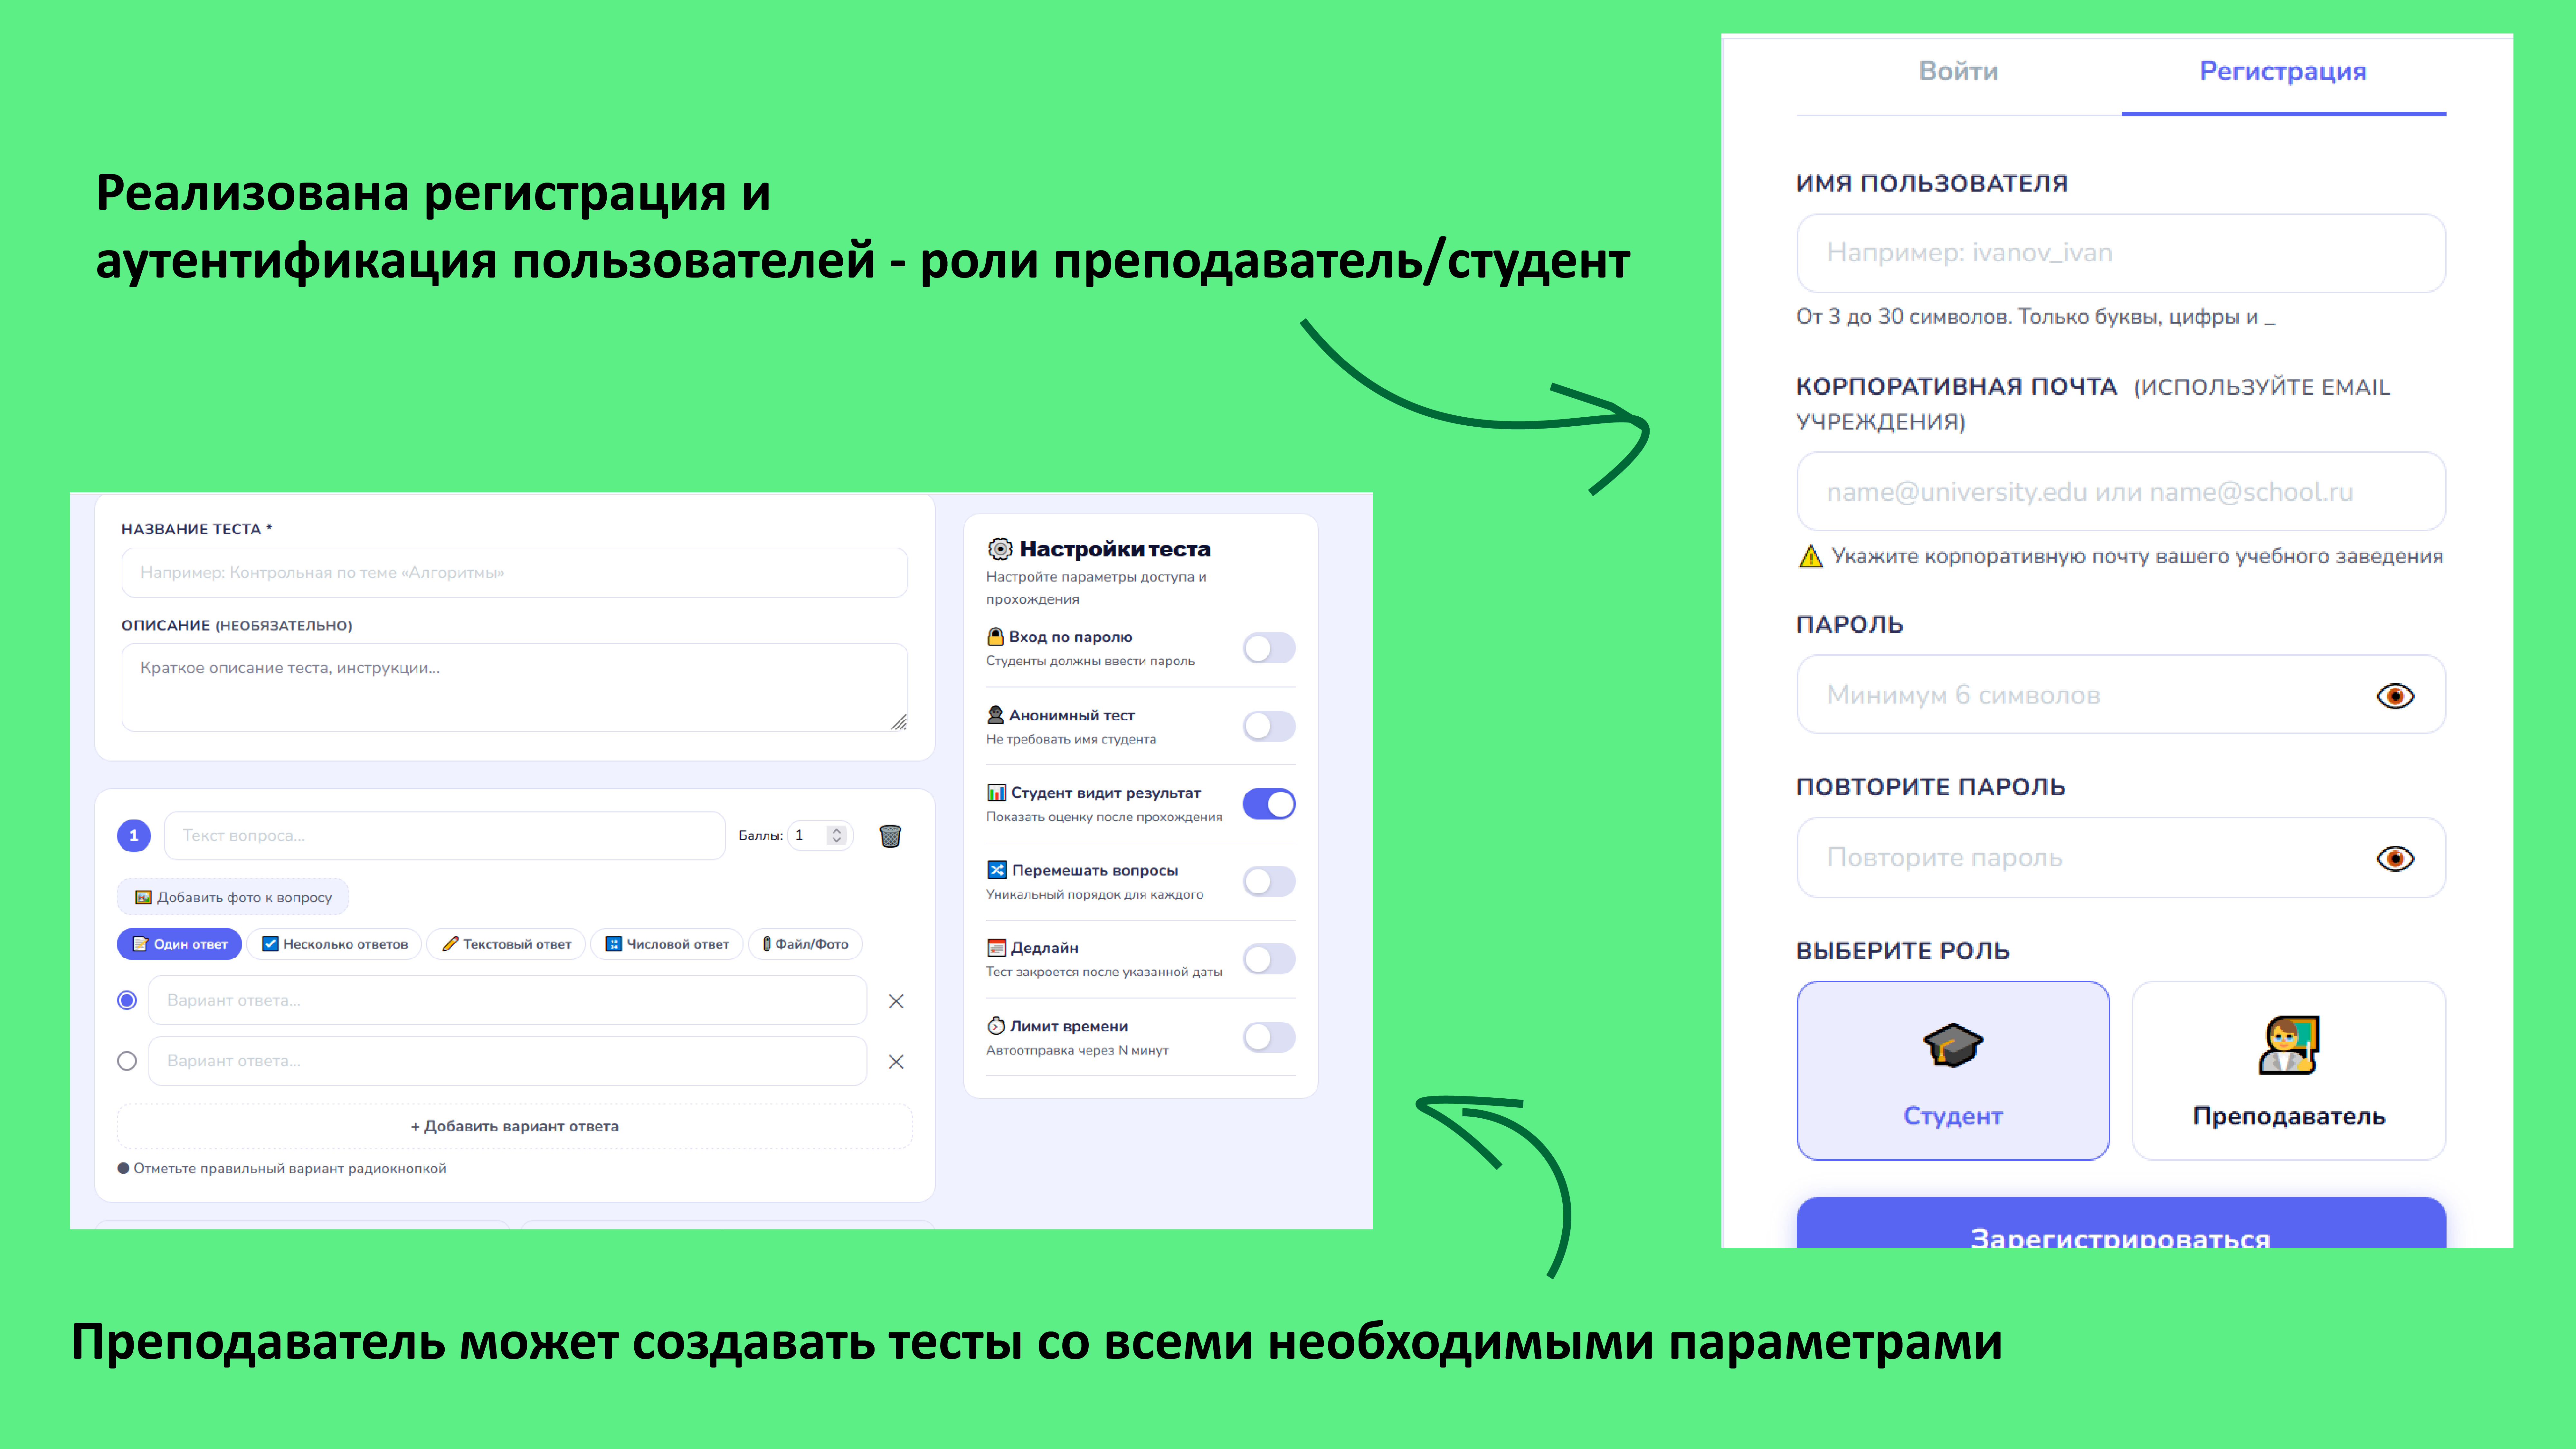 Реализована регистрация и
аутентификация пользователей - роли преподаватель/студент
Войти
Регистрация
ИМЯ ПОЛЬЗОВАТЕЛЯ
Например: ivanov_ivan
От 3 до 30 символов. Только буквы, цифры и _
КОРПОРАТИВНАЯ ПОЧТА (ИСПОЛЬЗУЙТЕ EMAIL
УЧРЕЖДЕНИЯ)
name@university.edu или name@school.ru
Укажите корпоративную почту вашего учебного заведения
ПАРОЛЬ
Минимум 6 символов
ПОВТОРИТЕ ПАРОЛЬ
Повторите пароль
ВЫБЕРИТЕ РОЛЬ
Студент
Преподаватель
Зарегистрироваться
НАЗВАНИЕ ТЕСТА *
Например: Контрольная по теме «Алгоритмы»
ОПИСАНИЕ (НЕОБЯЗАТЕЛЬНО)
Краткое описание теста, инструкции...
1
Текст вопроса...
Баллы: 1
Добавить фото к вопросу
Один ответ
Несколько ответов
Текстовый ответ
Числовой ответ
Файл/Фото
Вариант ответа...
Вариант ответа...
+ Добавить вариант ответа
Отметьте правильный вариант радиокнопкой
Настройки теста
Настройте параметры доступа и
прохождения
Вход по паролю
Студенты должны ввести пароль
Анонимный тест
Не требовать имя студента
Студент видит результат
Показать оценку после прохождения
Перемешать вопросы
Уникальный порядок для каждого
Дедлайн
Тест закроется после указанной даты
Лимит времени
Автоотправка через N минут
Преподаватель может создавать тесты со всеми необходимыми параметрами